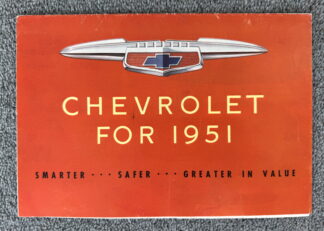 CHEVROLET
FOR 1951
SMARTER ··· SAFER ··· GREATER IN VALUE